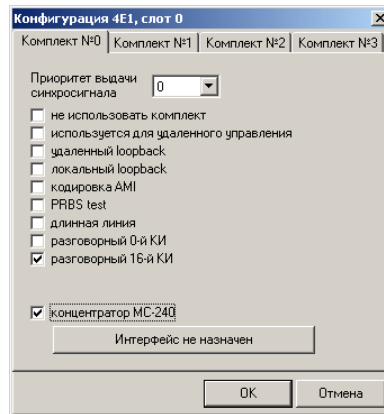 Конфигурация 4E1, слот 0
Комплект №0 Комплект №1 Комплект №2 Комплект №3
Приоритет выдачи
синхросигнала
0
не использовать комплект
используется для удаленного управления
удаленный loopback
локальный loopback
кодировка AMI
PRBS test
длинная линия
разговорный 0-й КИ
разговорный 16-й КИ
концентратор МС-240
Интерфейс не назначен
OK Отмена